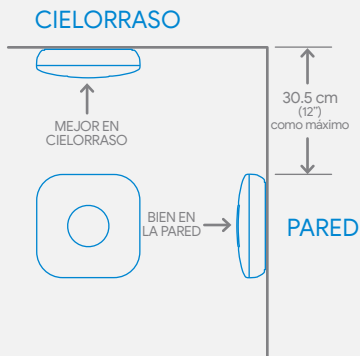 CIELORRASO
MEJOR EN
CIELORRASO
30.5 cm
(12”)
como máximo
BIEN EN
LA PARED
PARED